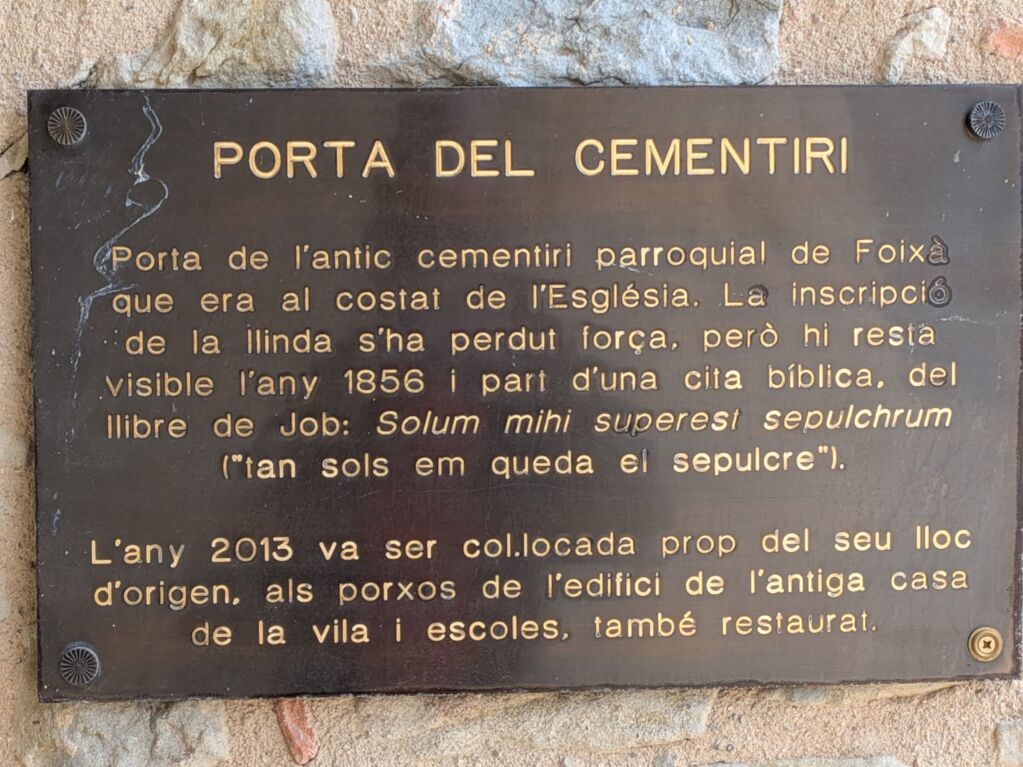 PORTA DEL CEMENTIRI
Porta de l'antic cementiri parroquial de Foixà
que era al costat de l'Església. La inscripció
de la llinda s'ha perdut força, però hi resta
visible l'any 1856 i part d'una cita bíblica, del
llibre de Job: Solum mihi superest sepulchrum
("tan sols em queda el sepulcre").
L'any 2013 va ser col.locada prop del seu lloc
d'origen, als porxos de l'edifici de l'antiga casa
de la vila i escoles, també restaurat.